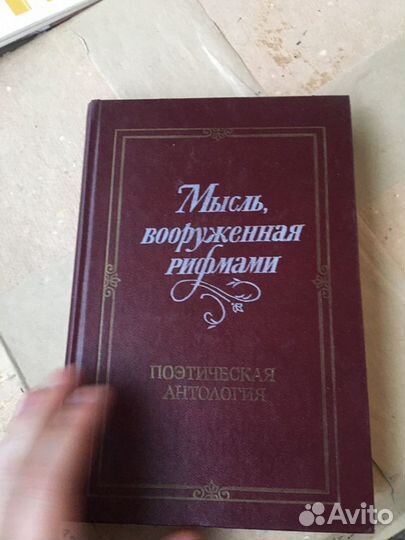 Мысль,
вооруженная
рифмами
ПОЭТИЧЕСКАЯ
АНТОЛОГИЯ
Avito